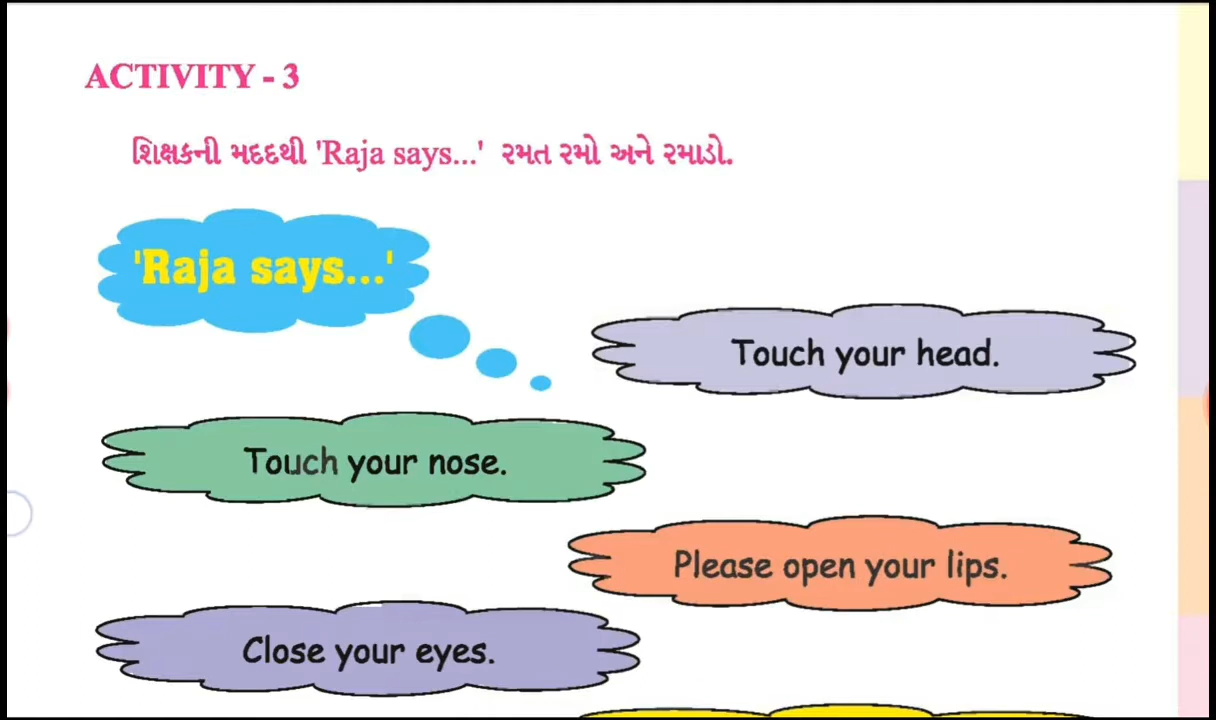 ACTIVITY - 3
શિક્ષકની મદદથી 'Raja says...' રમત રમો અને રમાડો.
'Raja says...'
Touch your head.
Touch your nose.
Please open your lips.
Close your eyes.